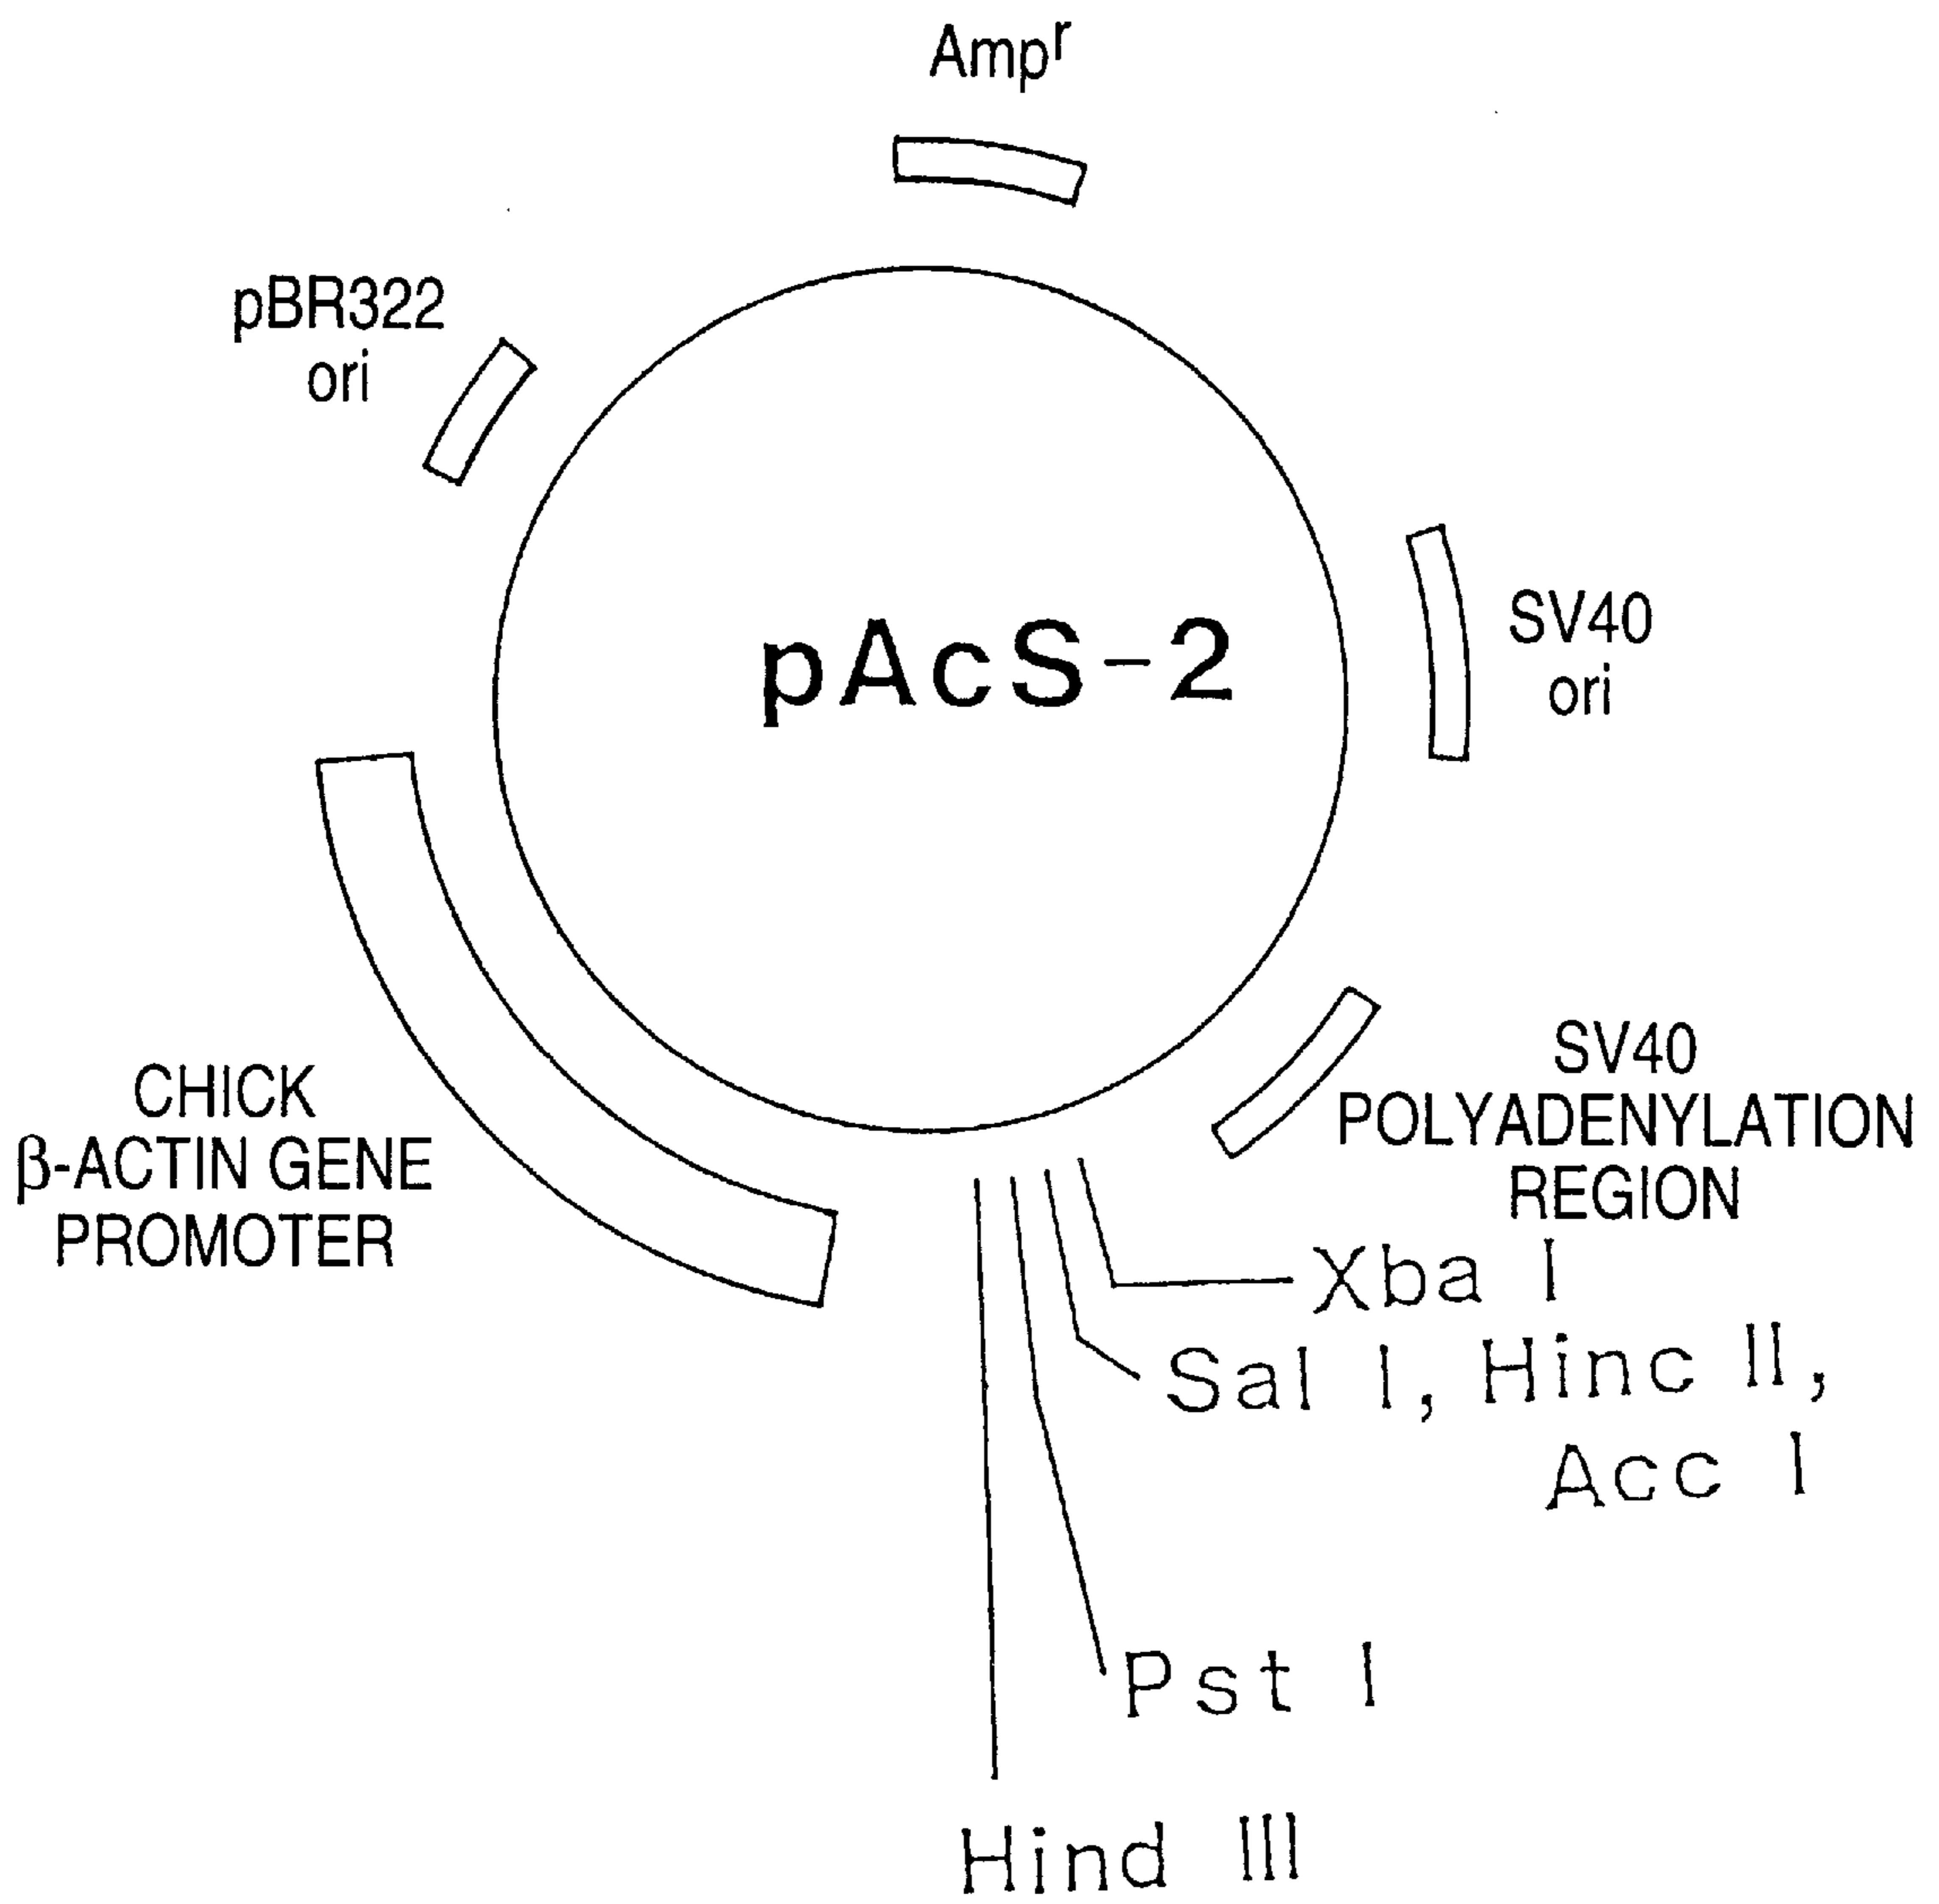 Ampʳ
pBR322
ori
pAcS-2
SV40
ori
CHICK
β-ACTIN GENE
PROMOTER
SV40
POLYADENYLATION
REGION
Xba I
Sal I, Hinc II,
Acc I
Pst I
Hind III